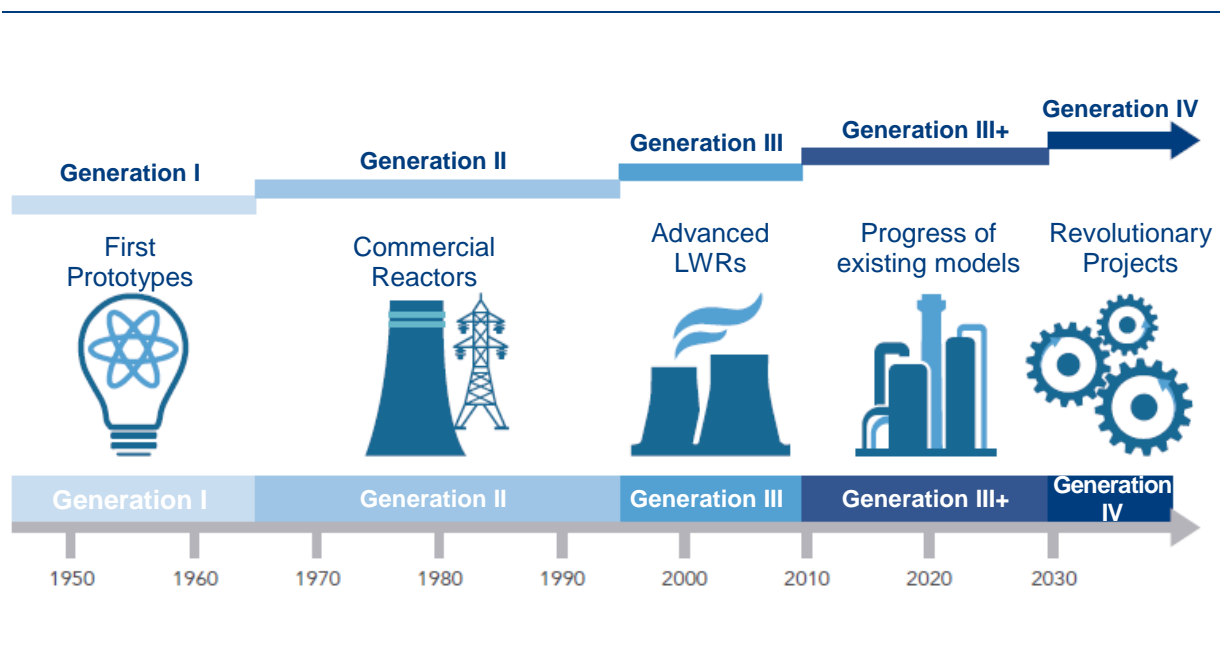 Generation I
Generation II
Generation III
Generation III+
Generation IV
First
Prototypes
Commercial
Reactors
Advanced
LWRs
Progress of
existing models
Revolutionary
Projects
Generation I
Generation II
Generation III
Generation III+
Generation
IV
1950
1960
1970
1980
1990
2000
2010
2020
2030